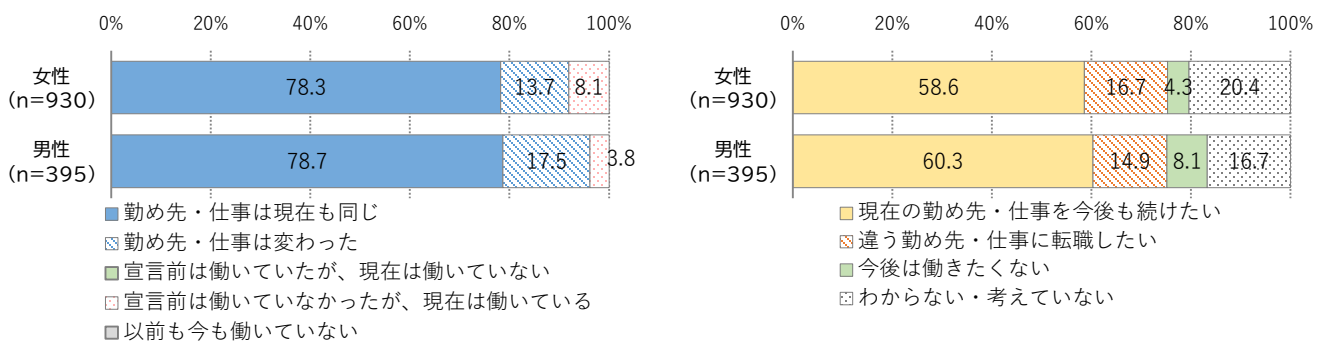 0% 20% 40% 60% 80% 100%
女性
(n=930)
78.3 13.7 8.1
男性
(n=395)
78.7 17.5 3.8
勤め先・仕事は現在も同じ
勤め先・仕事は変わった
宣言前は働いていたが、現在は働いていない
宣言前は働いていなかったが、現在は働いている
以前も今も働いていない
0% 20% 40% 60% 80% 100%
女性
(n=930)
58.6 16.7 4.3 20.4
男性
(n=395)
60.3 14.9 8.1 16.7
現在の勤め先・仕事を今後も続けたい
違う勤め先・仕事に転職したい
今後は働きたくない
わからない・考えていない